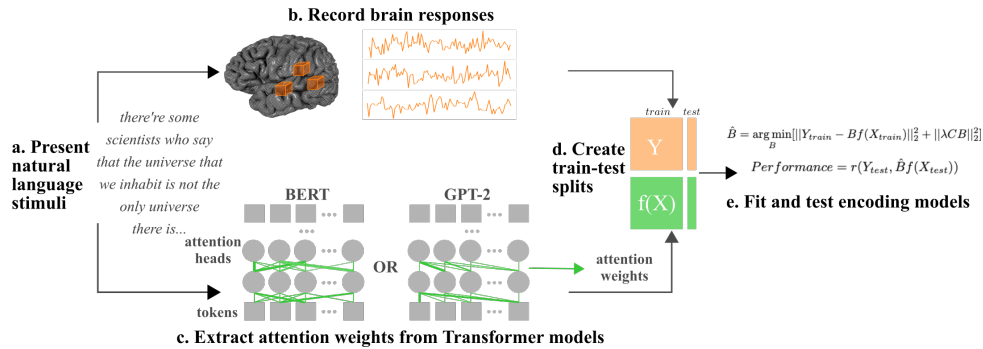 b. Record brain responses
a. Present
natural
language
stimuli
there're some
scientists who say
that the universe that
we inhabit is not the
only universe
there is...
BERT
GPT-2
attention
heads
OR
tokens
attention
weights
c. Extract attention weights from Transformer models
d. Create
train-test
splits
train test
Y
f(X)
B̂ = arg min[||Y_train − Bf(X_train)||₂² + ||λCB||₂²]
B
Performance = r(Y_test, B̂f(X_test))
e. Fit and test encoding models